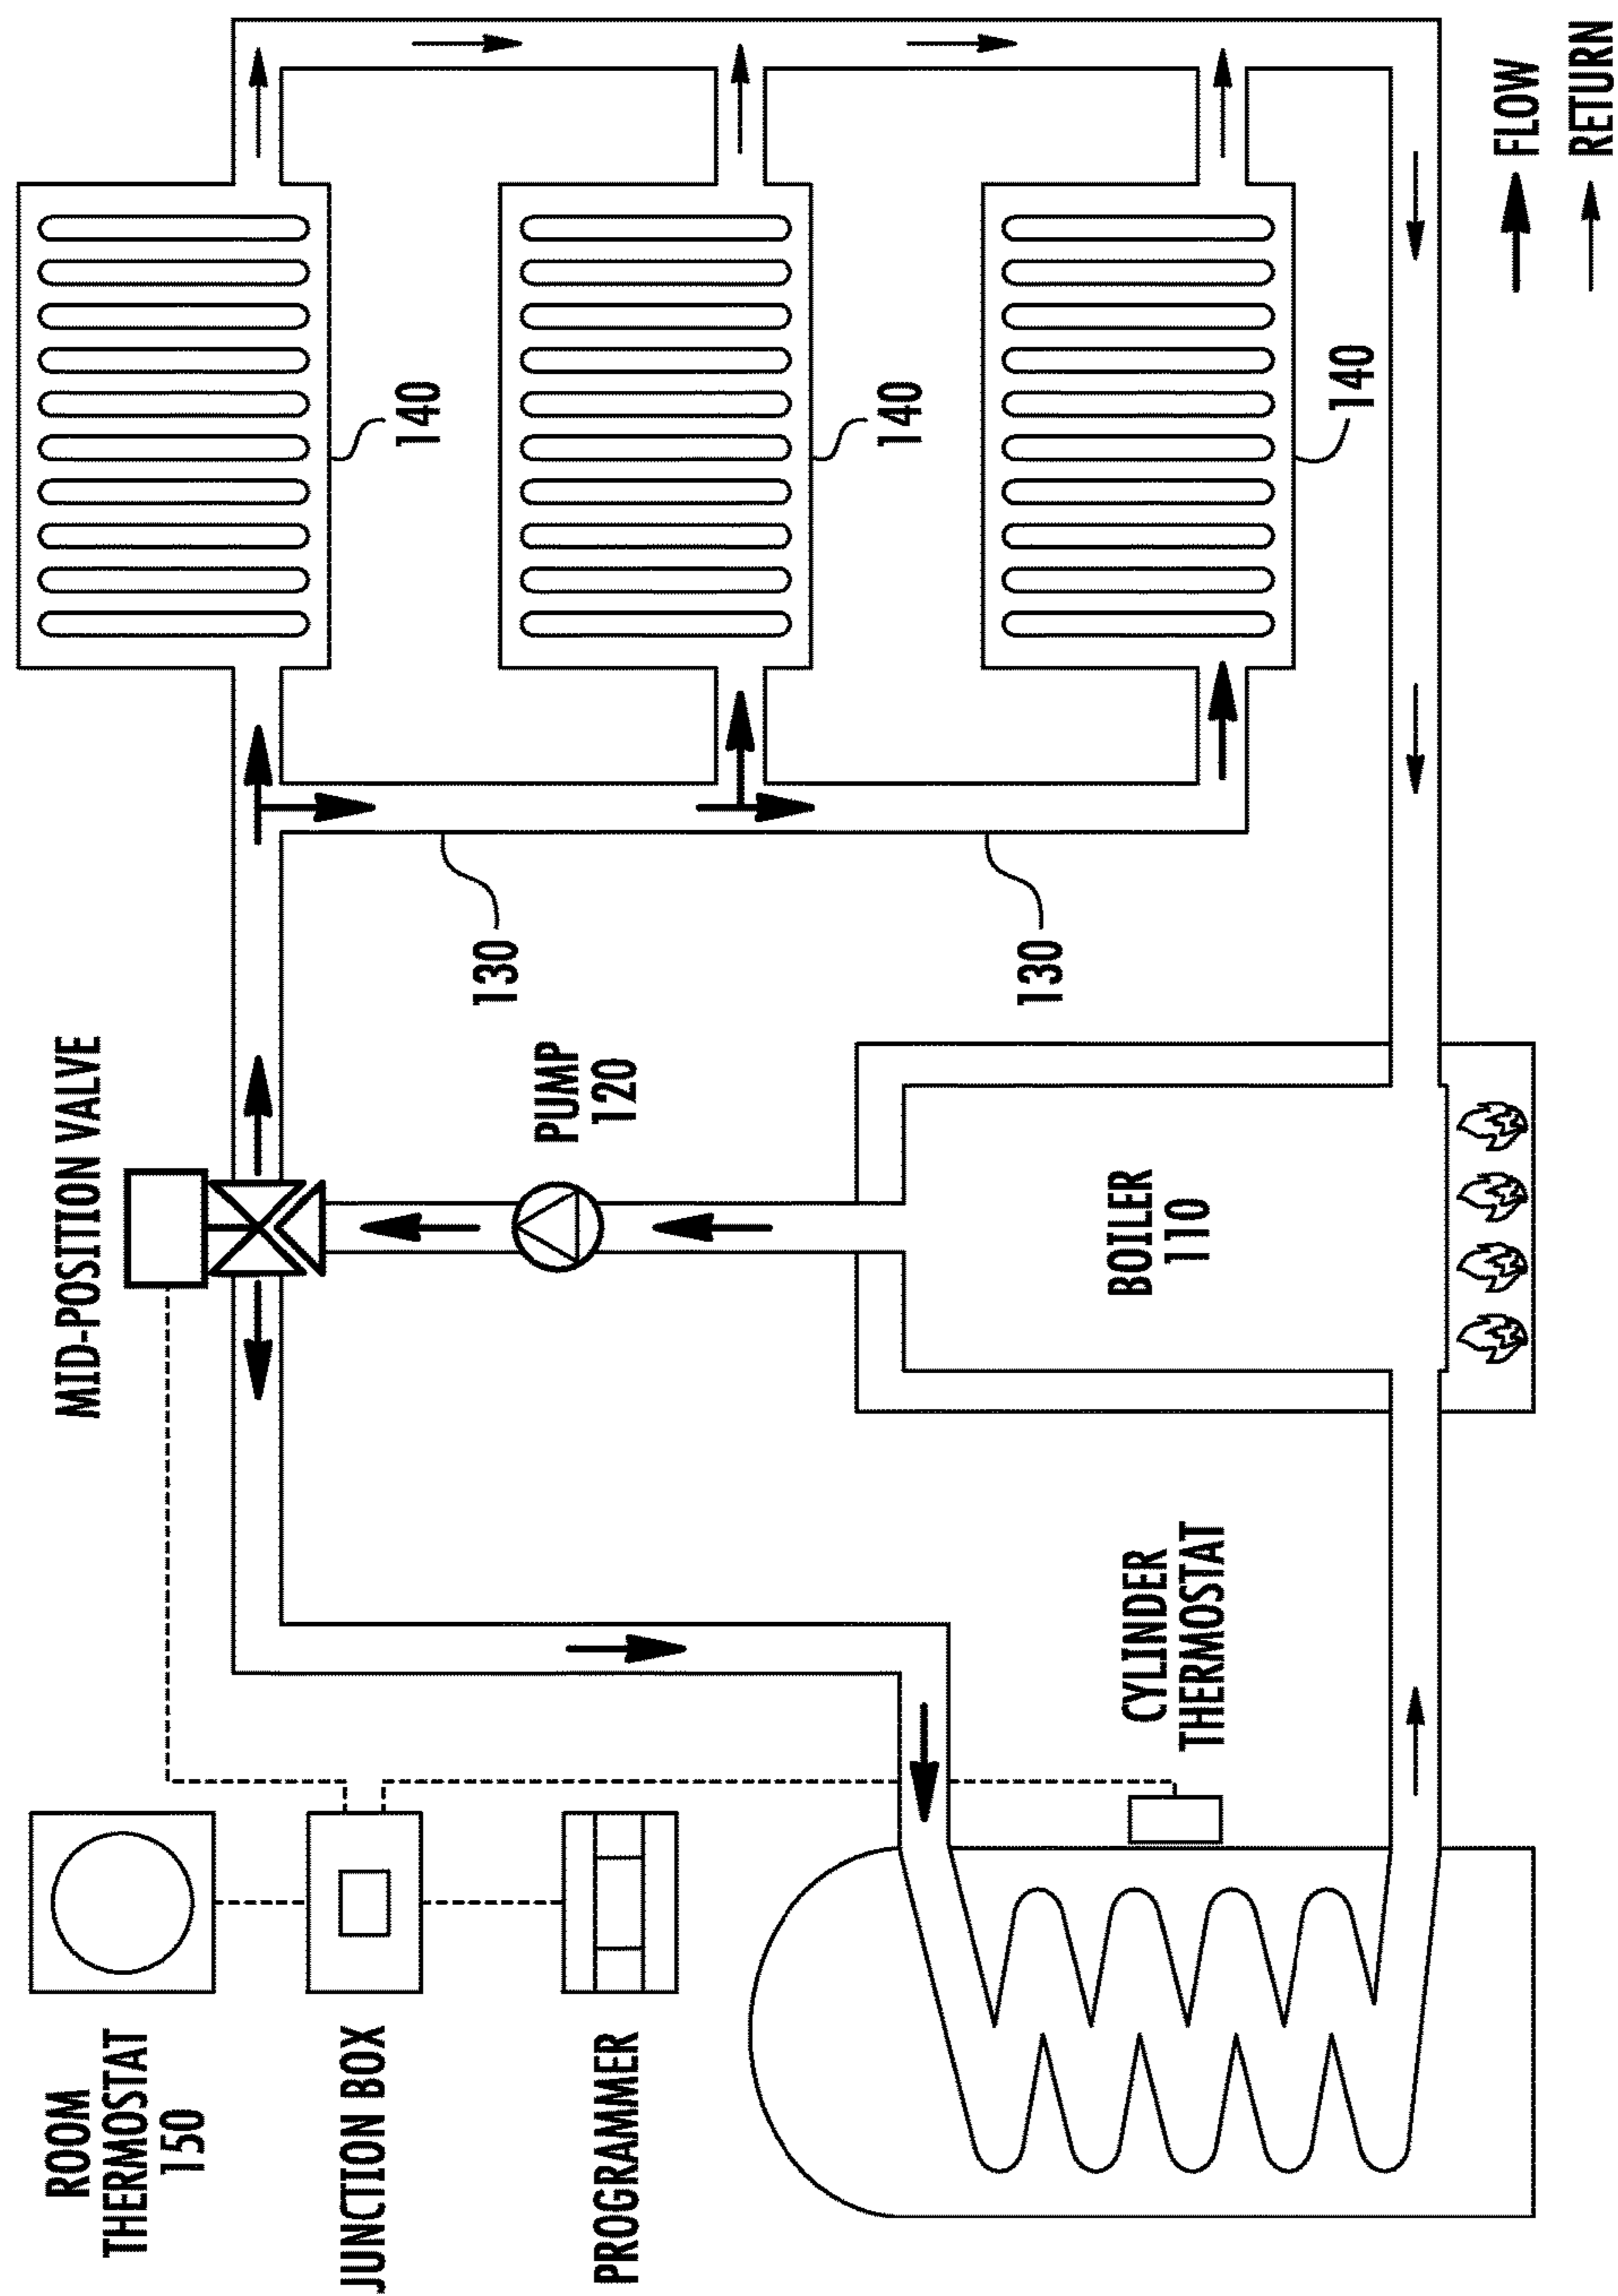 ROOM
THERMOSTAT
150
JUNCTION BOX
PROGRAMMER
MID-POSITION VALVE
PUMP
120
130
130
140
140
140
CYLINDER
THERMOSTAT
BOILER
110
FLOW
RETURN